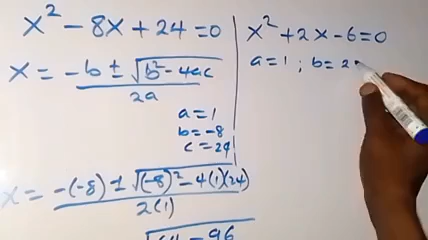 x² - 8x + 24 = 0
x = -b ± √b² - 4ac
2a
a = 1
b = -8
c = 24
x = -(-8) ± √(-8)² - 4(1)(24)
2(1)
- 96
x² + 2x - 6 = 0
a = 1 ; b = 2